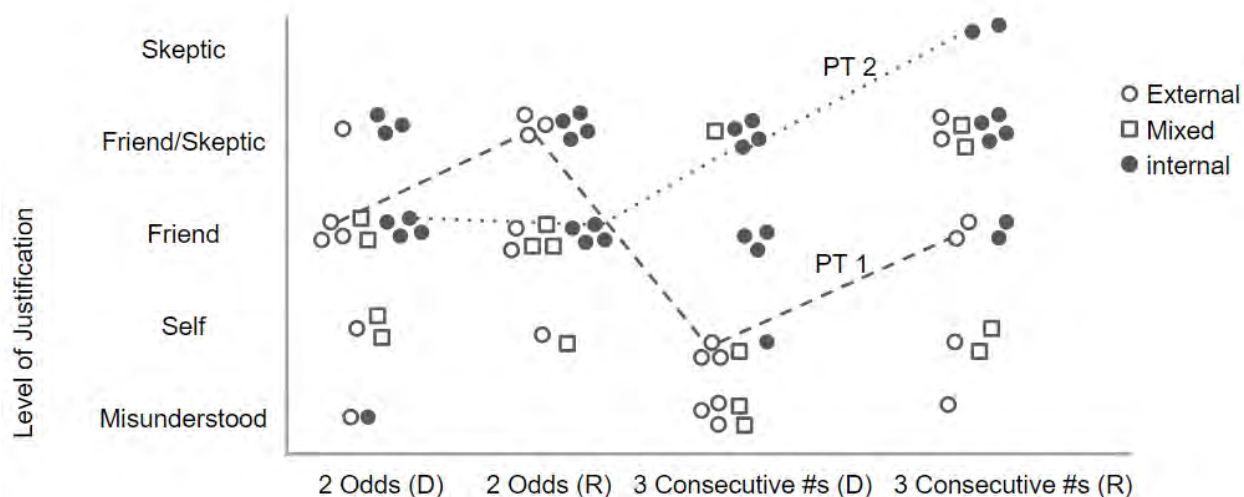 Skeptic
Friend/Skeptic
Friend
Self
Misunderstood
Level of Justification
PT 2
PT 1
External
Mixed
internal
2 Odds (D)
2 Odds (R)
3 Consecutive #s (D)
3 Consecutive #s (R)